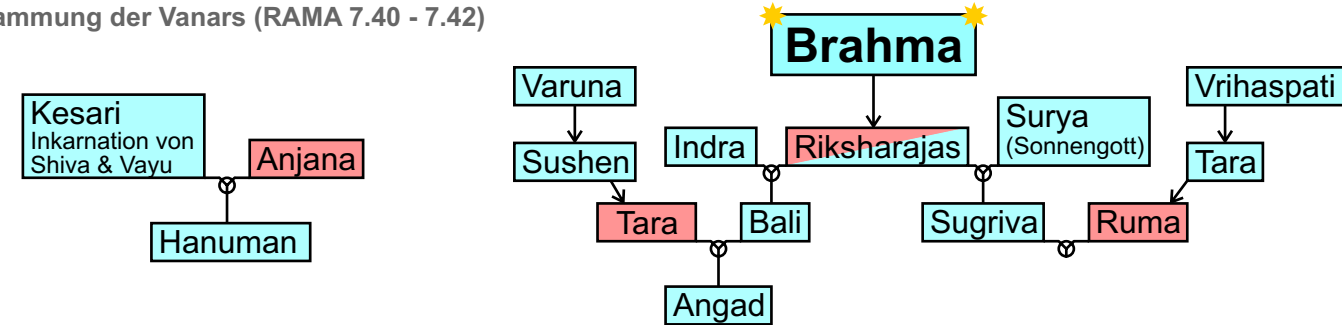 ammung der Vanars (RAMA 7.40 - 7.42)
Brahma
Varuna
Vrihaspati
Kesari
Inkarnation von
Shiva & Vayu
Anjana
Surya
(Sonnengott)
Indra
Riksharajas
Sushen
Tara
Tara
Bali
Sugriva
Ruma
Hanuman
Angad